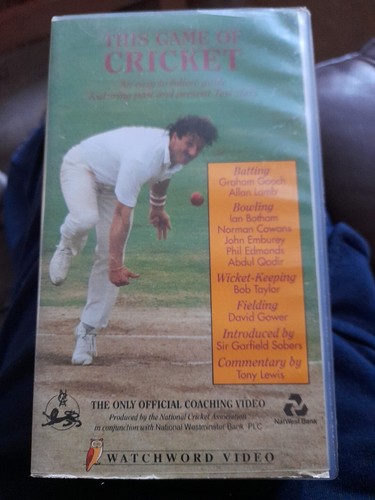 THIS GAME OF
CRICKET
Batting
Graham Gooch
Allan Lamb
Bowling
Ian Botham
Norman Cowans
John Emburey
Phil Edmonds
Abdul Qadir
Wicket-Keeping
Bob Taylor
Fielding
David Gower
Introduced by
Sir Garfield Sobers
Commentary by
Tony Lewis
THE ONLY OFFICIAL COACHING VIDEO
Produced by the National Cricket Association
in conjunction with National Westminster Bank PLC
NatWest Bank
WATCHWORD VIDEO